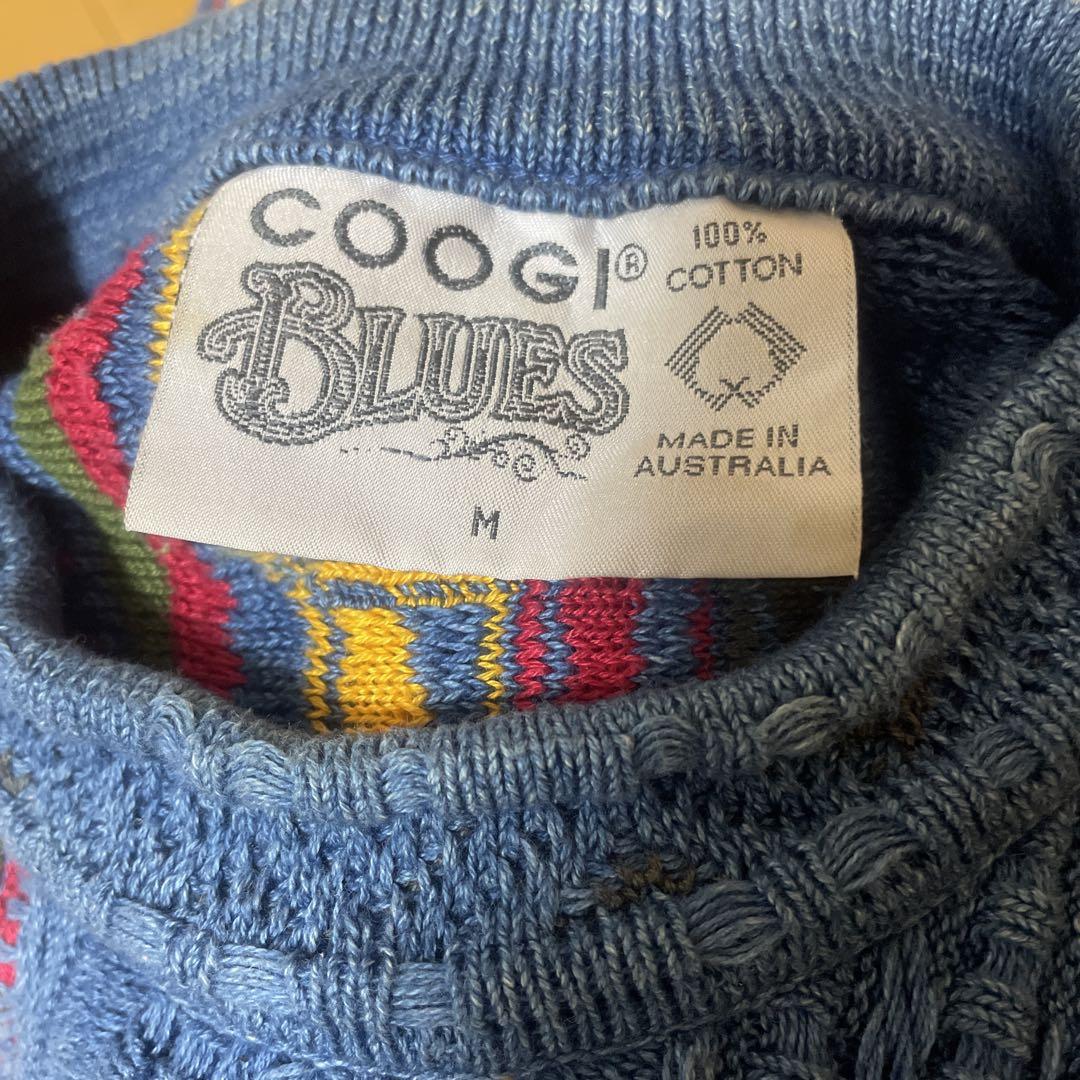 COOGI®
BLUES
M
100%
COTTON
MADE IN
AUSTRALIA